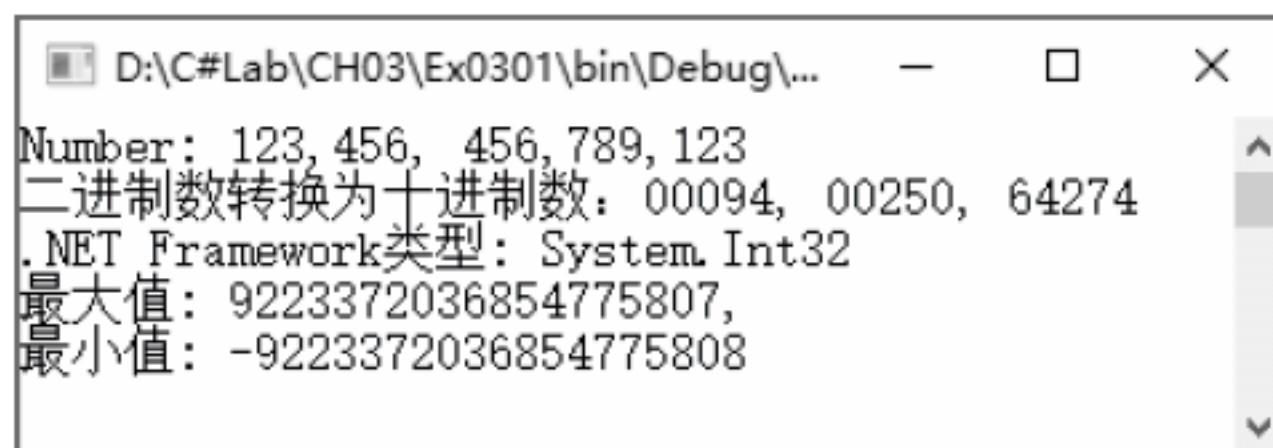 D:\C#Lab\CH03\Ex0301\bin\Debug\...
Number: 123,456, 456,789,123
二进制数转换为十进制数：00094, 00250, 64274
.NET Framework类型: System.Int32
最大值: 9223372036854775807,
最小值: -9223372036854775808